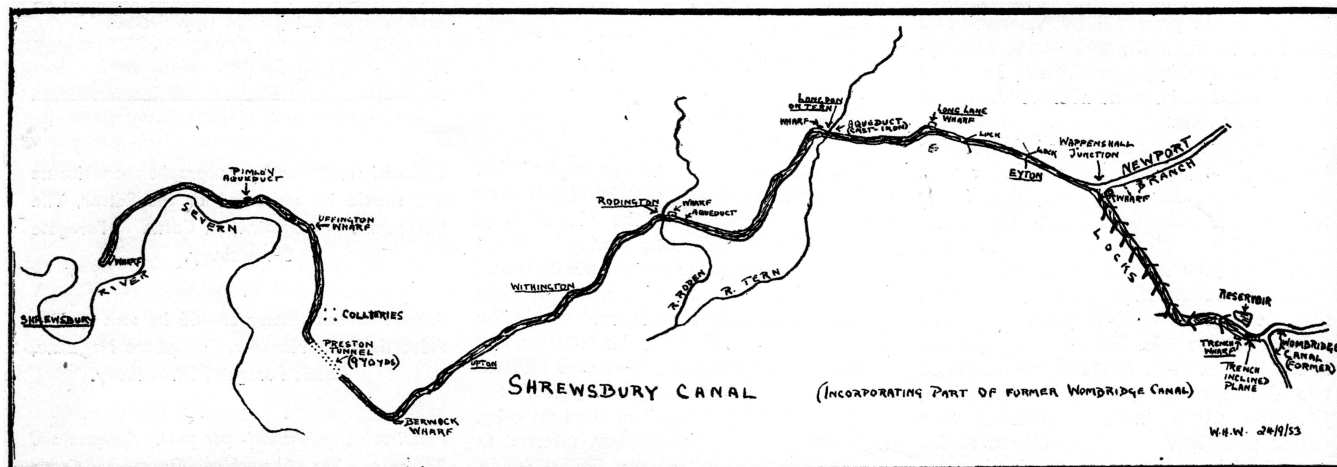 PIMLEY
AQUEDUCT
SEVERN
RIVER
WHARF
SHREWSBURY
UFFINGTON
WHARF
COLLIERIES
PRESTON
TUNNEL
(970YDS)
BERWICK
WHARF
UPTON
WITHINGTON
RODINGTON
WHARF
AQUEDUCT
R. RODEN
R. TERN
LONGDON
ON TERN
WHARF
AQUEDUCT
(CAST-IRON)
LONG LANE
WHARF
LOCK
LOCK
EYTON
WAPPENSHALL
JUNCTION
NEWPORT
BRANCH
WHARF
LOCKS
RESERVOIR
TRENCH
WHARF
TRENCH
INCLINED
PLANE
WOMBRIDGE
CANAL
(FORMER)
SHREWSBURY CANAL
(INCORPORATING PART OF FORMER WOMBRIDGE CANAL)
W.H.W. 24/9/53